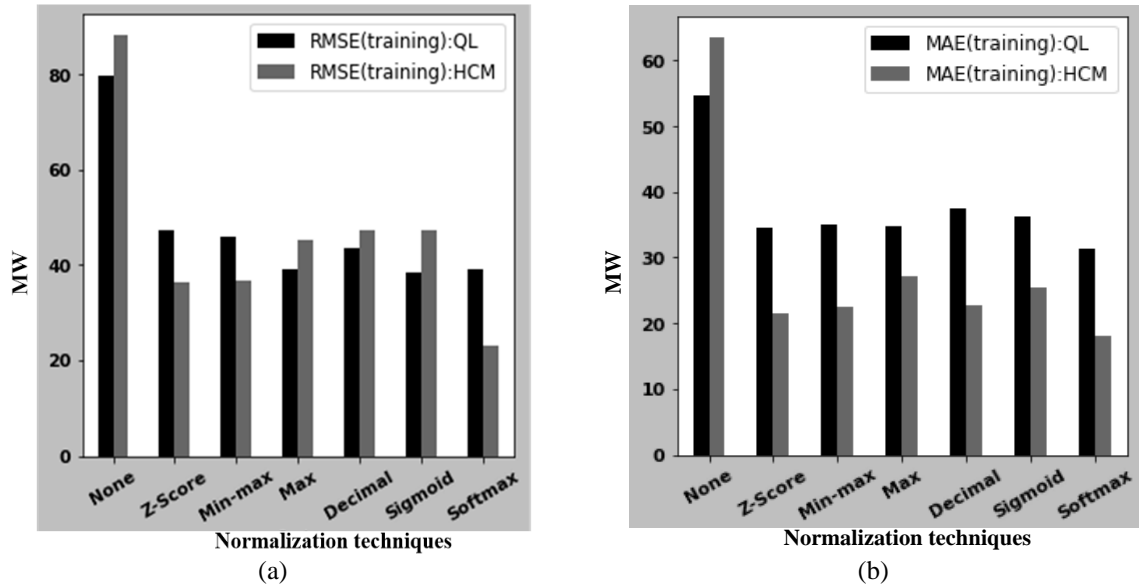 RMSE(training):QL
RMSE(training):HCM
80
60
40
20
0
MW
None
Z-Score
Min-max
Max
Decimal
Sigmoid
Softmax
Normalization techniques
(a)
MAE(training):QL
MAE(training):HCM
60
50
40
30
20
10
0
MW
None
Z-Score
Min-max
Max
Decimal
Sigmoid
Softmax
Normalization techniques
(b)